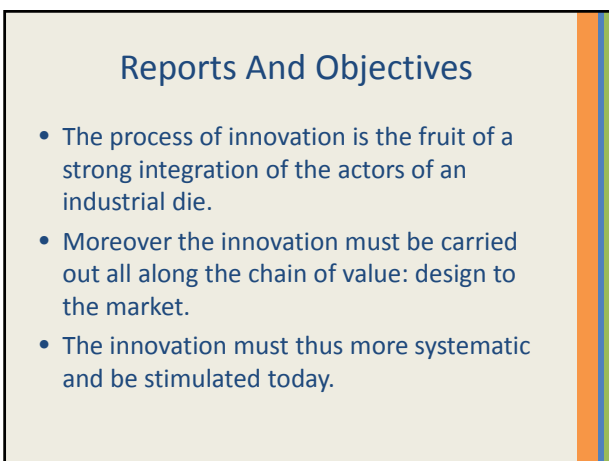 Reports And Objectives
• The process of innovation is the fruit of a
strong integration of the actors of an
industrial die.
• Moreover the innovation must be carried
out all along the chain of value: design to
the market.
• The innovation must thus more systematic
and be stimulated today.